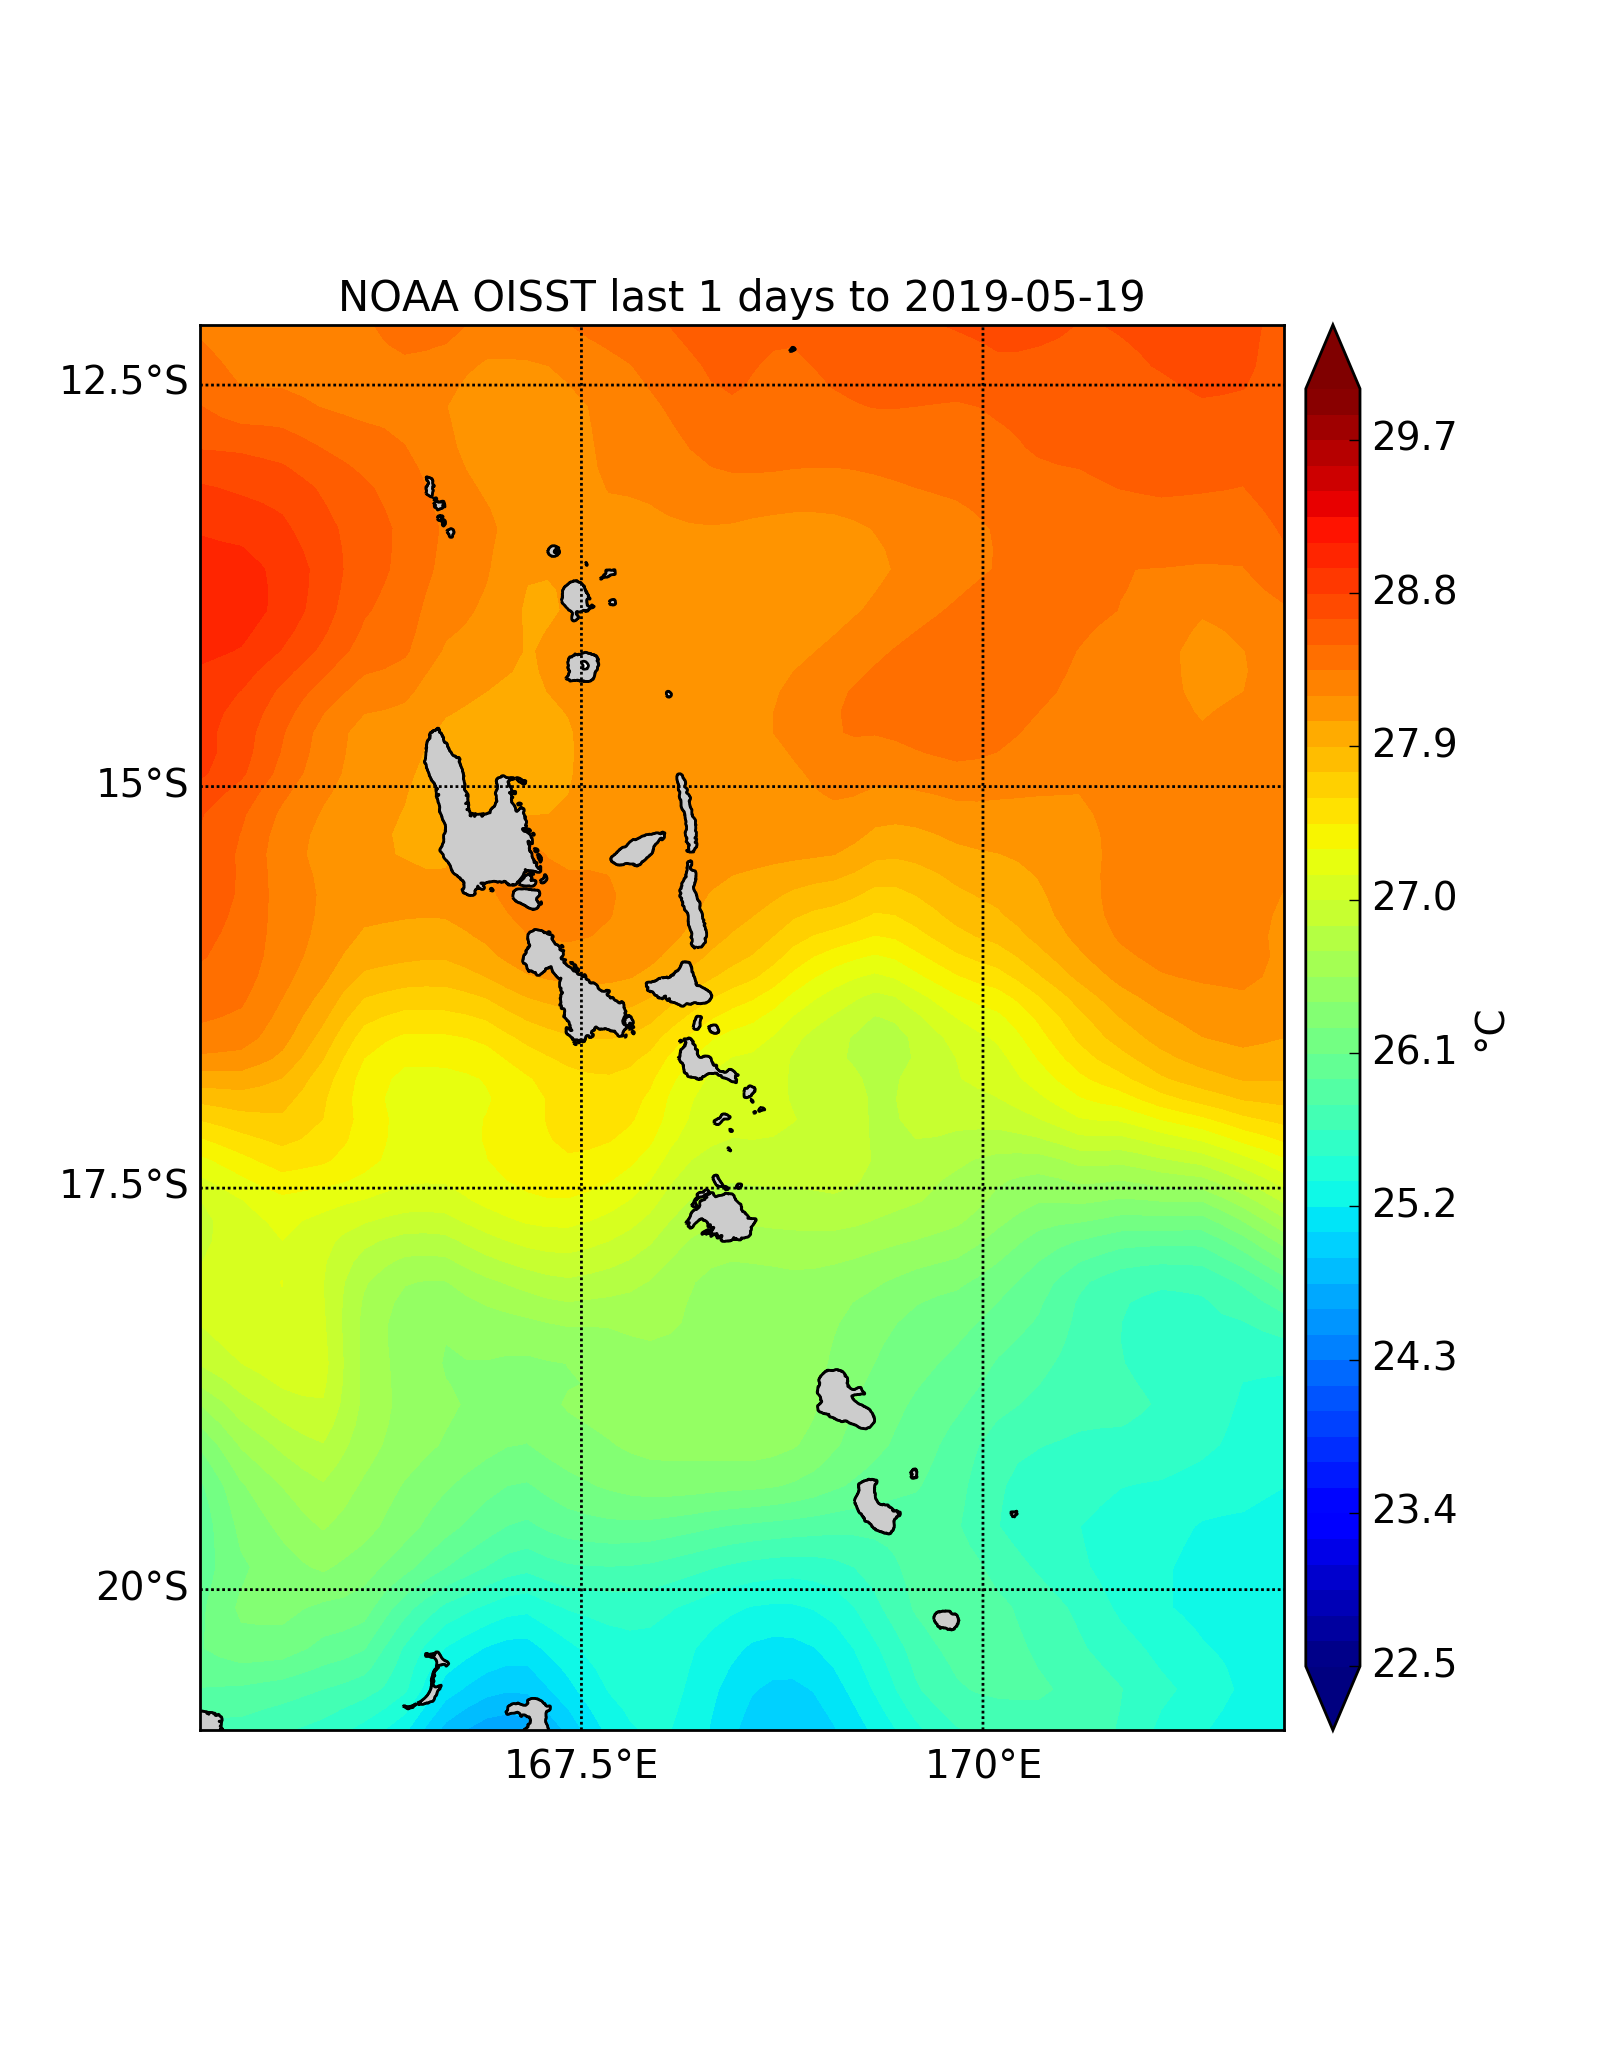 NOAA OISST last 1 days to 2019-05-19
12.5°S
15°S
17.5°S
20°S
167.5°E
170°E
29.7
28.8
27.9
27.0
26.1
25.2
24.3
23.4
22.5
°C